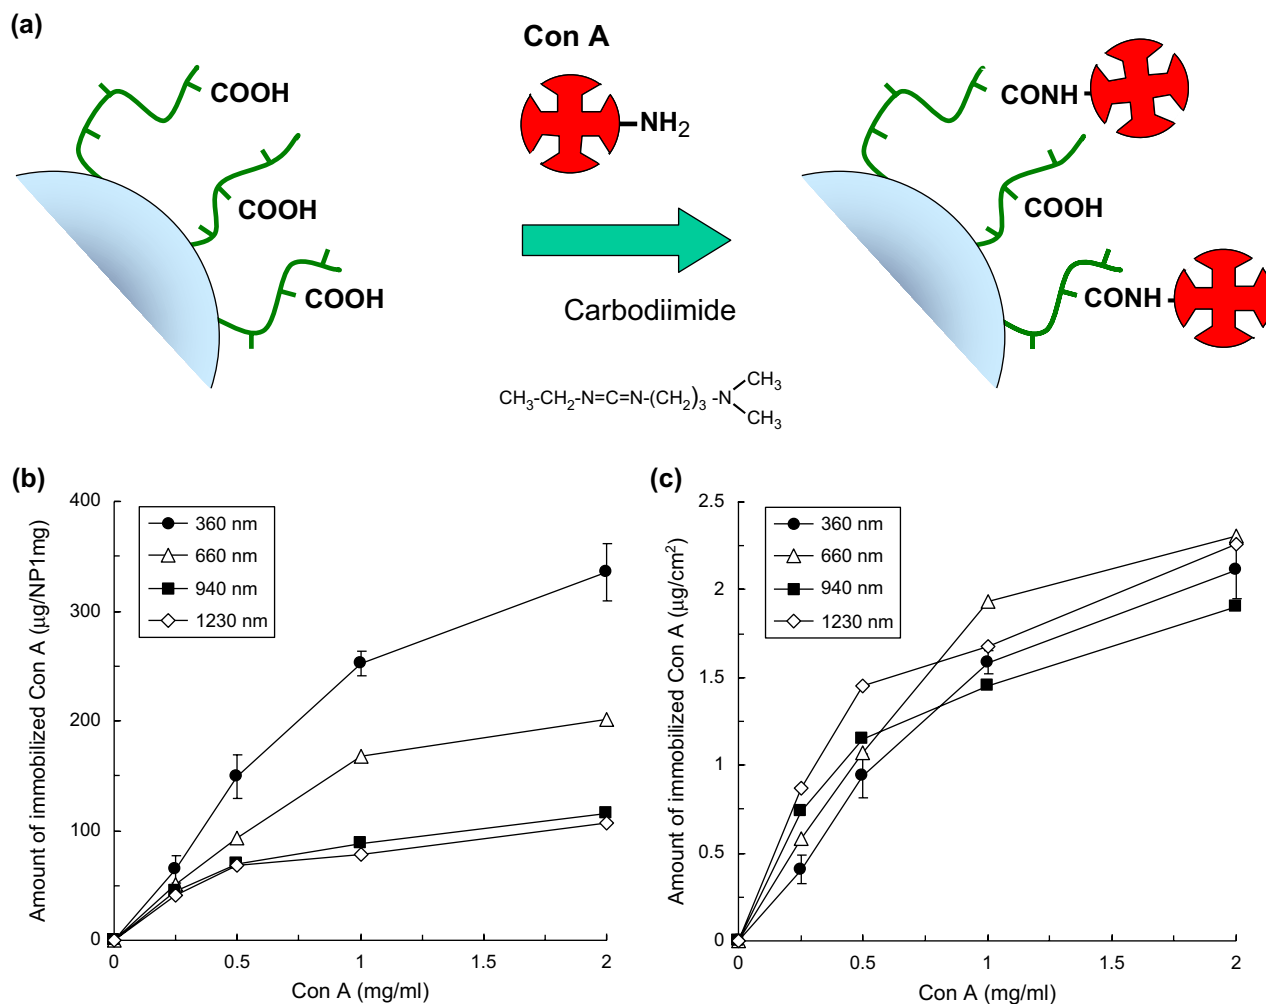 (a)
Con A
COOH
COOH
COOH
NH2
Carbodiimide
CH3-CH2-N=C=N-(CH2)3 -N
CH3
CH3
CONH
COOH
CONH
(b)
400
300
200
100
0
0
0.5
1
1.5
2
Amount of immobilized Con A (μg/NP1mg)
Con A (mg/ml)
360 nm
660 nm
940 nm
1230 nm
(c)
2.5
2
1.5
1
0.5
0
0
0.5
1
1.5
2
Amount of immobilized Con A (μg/cm2)
Con A (mg/ml)
360 nm
660 nm
940 nm
1230 nm